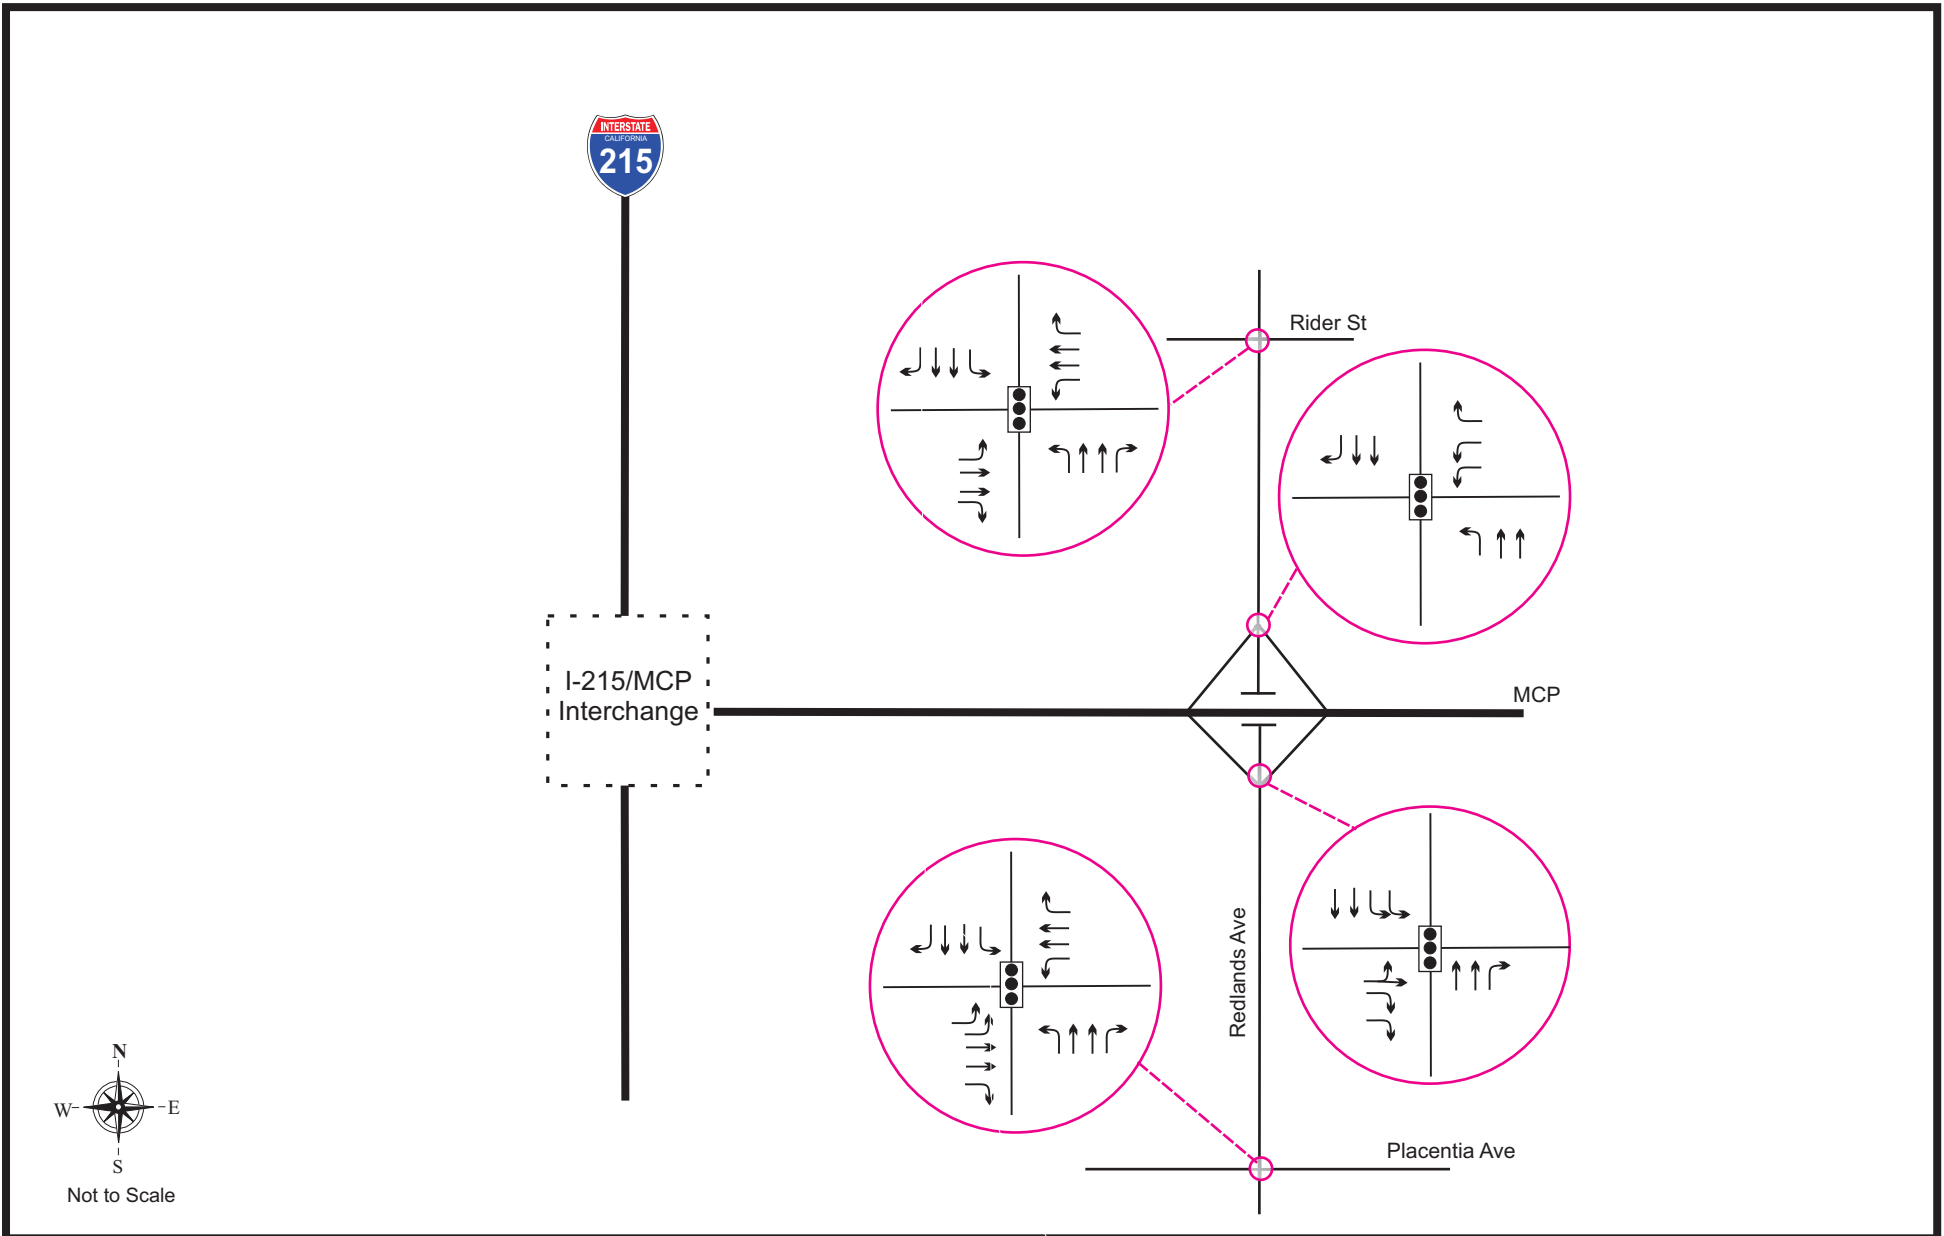 INTERSTATE
CALIFORNIA
215
Rider St
I-215/MCP
Interchange
MCP
Redlands Ave
Placentia Ave
N
W
E
S
Not to Scale